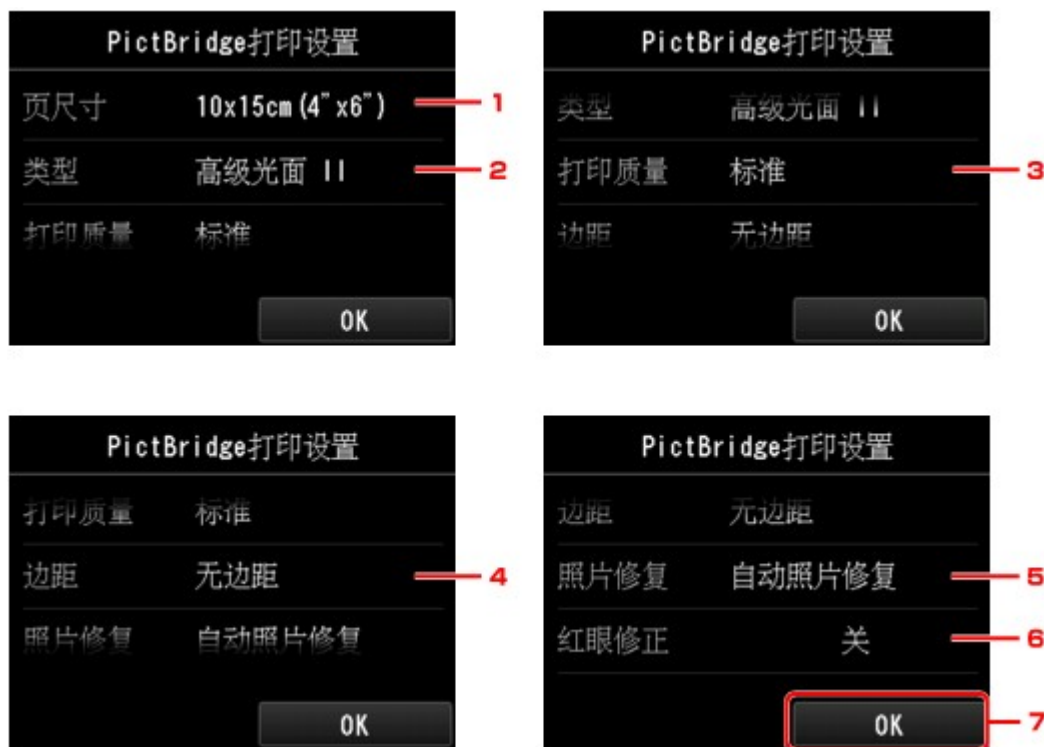 PictBridge打印设置
页尺寸 10x15cm(4"x6") 1
类型 高级光面 II 2
打印质量 标准
OK
PictBridge打印设置
类型 高级光面 II
打印质量 标准 3
边距 无边距
OK
PictBridge打印设置
打印质量 标准
边距 无边距 4
照片修复 自动照片修复
OK
PictBridge打印设置
边距 无边距
照片修复 自动照片修复 5
红眼修正 关 6
OK 7